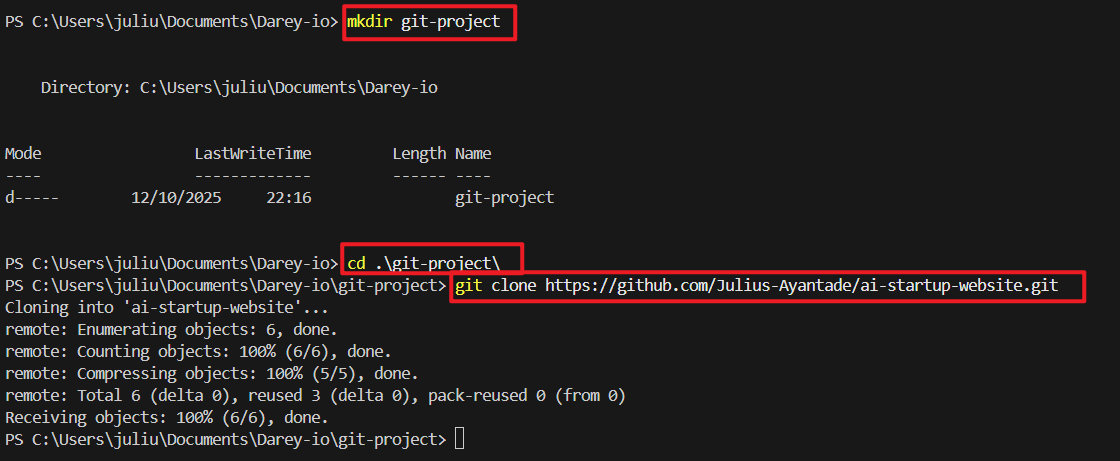 PS C:\Users\juliu\Documents\Darey-io> mkdir git-project
Directory: C:\Users\juliu\Documents\Darey-io
Mode LastWriteTime Length Name
---- ------------- ------ ----
d----- 12/10/2025 22:16 git-project
PS C:\Users\juliu\Documents\Darey-io> cd .\git-project\
PS C:\Users\juliu\Documents\Darey-io\git-project> git clone https://github.com/Julius-Ayantade/ai-startup-website.git
Cloning into 'ai-startup-website'...
remote: Enumerating objects: 6, done.
remote: Counting objects: 100% (6/6), done.
remote: Compressing objects: 100% (5/5), done.
remote: Total 6 (delta 0), reused 3 (delta 0), pack-reused 0 (from 0)
Receiving objects: 100% (6/6), done.
PS C:\Users\juliu\Documents\Darey-io\git-project>